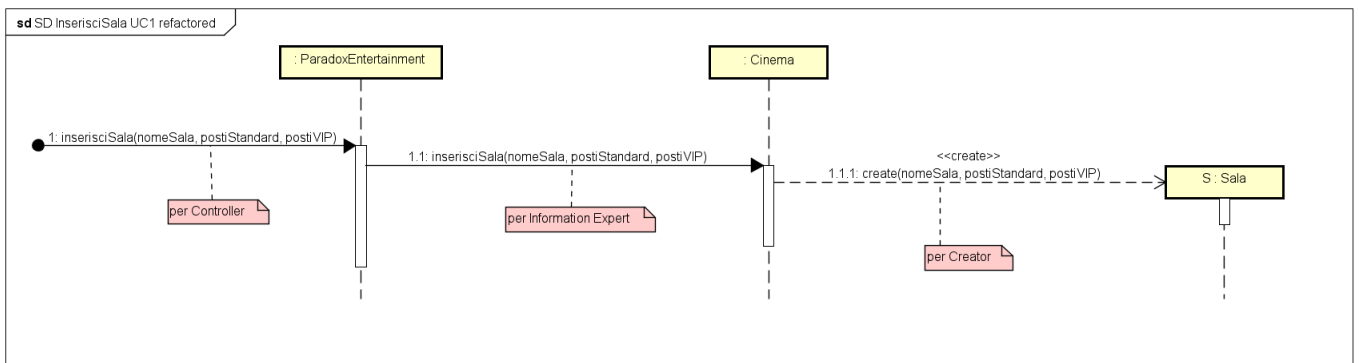 sd SD InserisciSala UC1 refactored
: ParadoxEntertainment
: Cinema
1: inserisciSala(nomeSala, postiStandard, postiVIP)
1.1: inserisciSala(nomeSala, postiStandard, postiVIP)
<<create>>
1.1.1: create(nomeSala, postiStandard, postiVIP)
S : Sala
per Controller
per Information Expert
per Creator